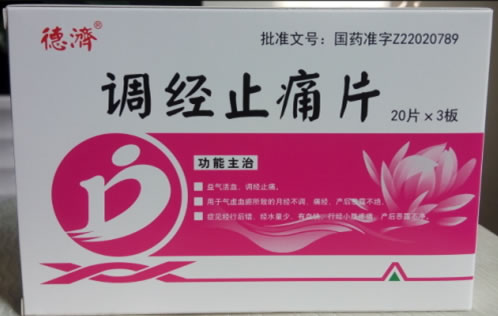 德濟®
批准文号：国药准字Z22020789
调经止痛片
20片×3板
功能主治
益气活血，调经止痛。
用于气虚血瘀所致的月经不调、痛经、产后恶露不绝，
症见经行后错、经水量少、有血块、行经小腹疼痛、产后恶露不净。